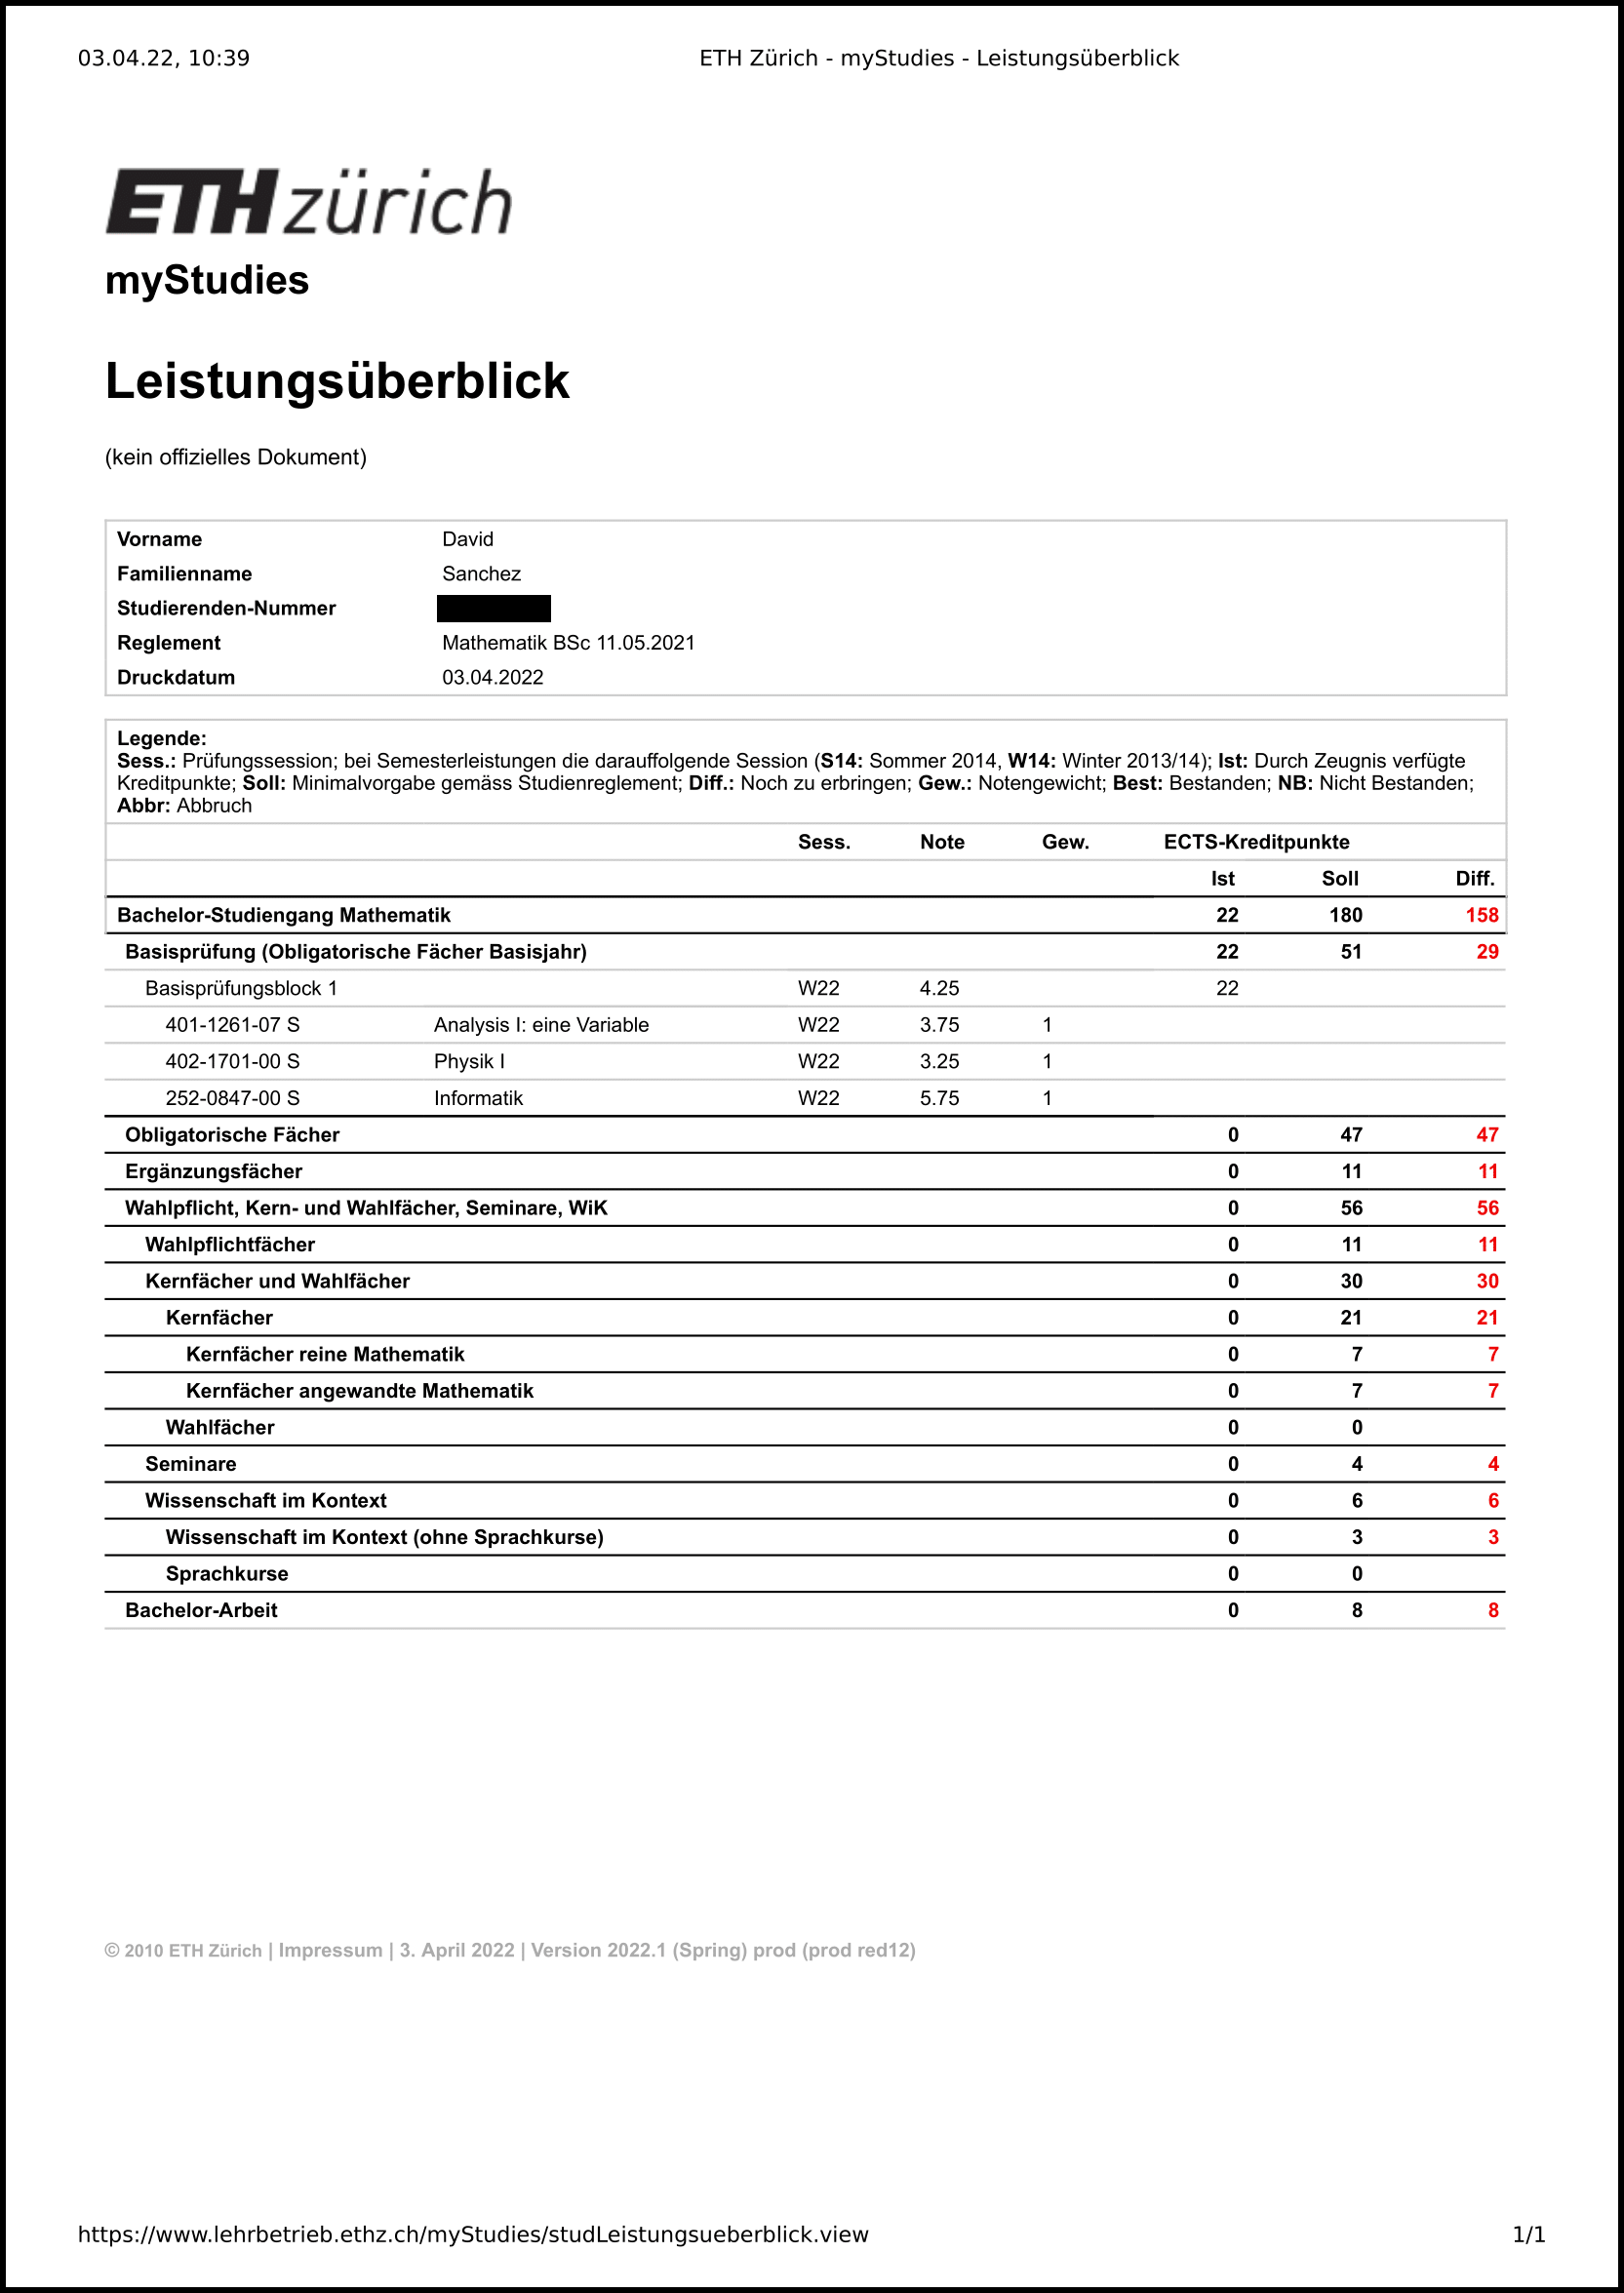 03.04.22, 10:39 ETH Zürich - myStudies - Leistungsüberblick
ETH zürich
myStudies
Leistungsüberblick
(kein offizielles Dokument)
Vorname David
Familienname Sanchez
Studierenden-Nummer
Reglement Mathematik BSc 11.05.2021
Druckdatum 03.04.2022
Legende:
Sess.: Prüfungssession; bei Semesterleistungen die darauffolgende Session (S14: Sommer 2014, W14: Winter 2013/14); Ist: Durch Zeugnis verfügte
Kreditpunkte; Soll: Minimalvorgabe gemäss Studienreglement; Diff.: Noch zu erbringen; Gew.: Notengewicht; Best: Bestanden; NB: Nicht Bestanden;
Abbr: Abbruch
Sess. Note Gew. ECTS-Kreditpunkte
Ist Soll Diff.
Bachelor-Studiengang Mathematik 22 180 158
Basisprüfung (Obligatorische Fächer Basisjahr) 22 51 29
Basisprüfungsblock 1 W22 4.25 22
401-1261-07 S Analysis I: eine Variable W22 3.75 1
402-1701-00 S Physik I W22 3.25 1
252-0847-00 S Informatik W22 5.75 1
Obligatorische Fächer 0 47 47
Ergänzungsfächer 0 11 11
Wahlpflicht, Kern- und Wahlfächer, Seminare, WiK 0 56 56
Wahlpflichtfächer 0 11 11
Kernfächer und Wahlfächer 0 30 30
Kernfächer 0 21 21
Kernfächer reine Mathematik 0 7 7
Kernfächer angewandte Mathematik 0 7 7
Wahlfächer 0 0
Seminare 0 4 4
Wissenschaft im Kontext 0 6 6
Wissenschaft im Kontext (ohne Sprachkurse) 0 3 3
Sprachkurse 0 0
Bachelor-Arbeit 0 8 8
© 2010 ETH Zürich | Impressum | 3. April 2022 | Version 2022.1 (Spring) prod (prod red12)
https://www.lehrbetrieb.ethz.ch/myStudies/studLeistungsueberblick.view 1/1